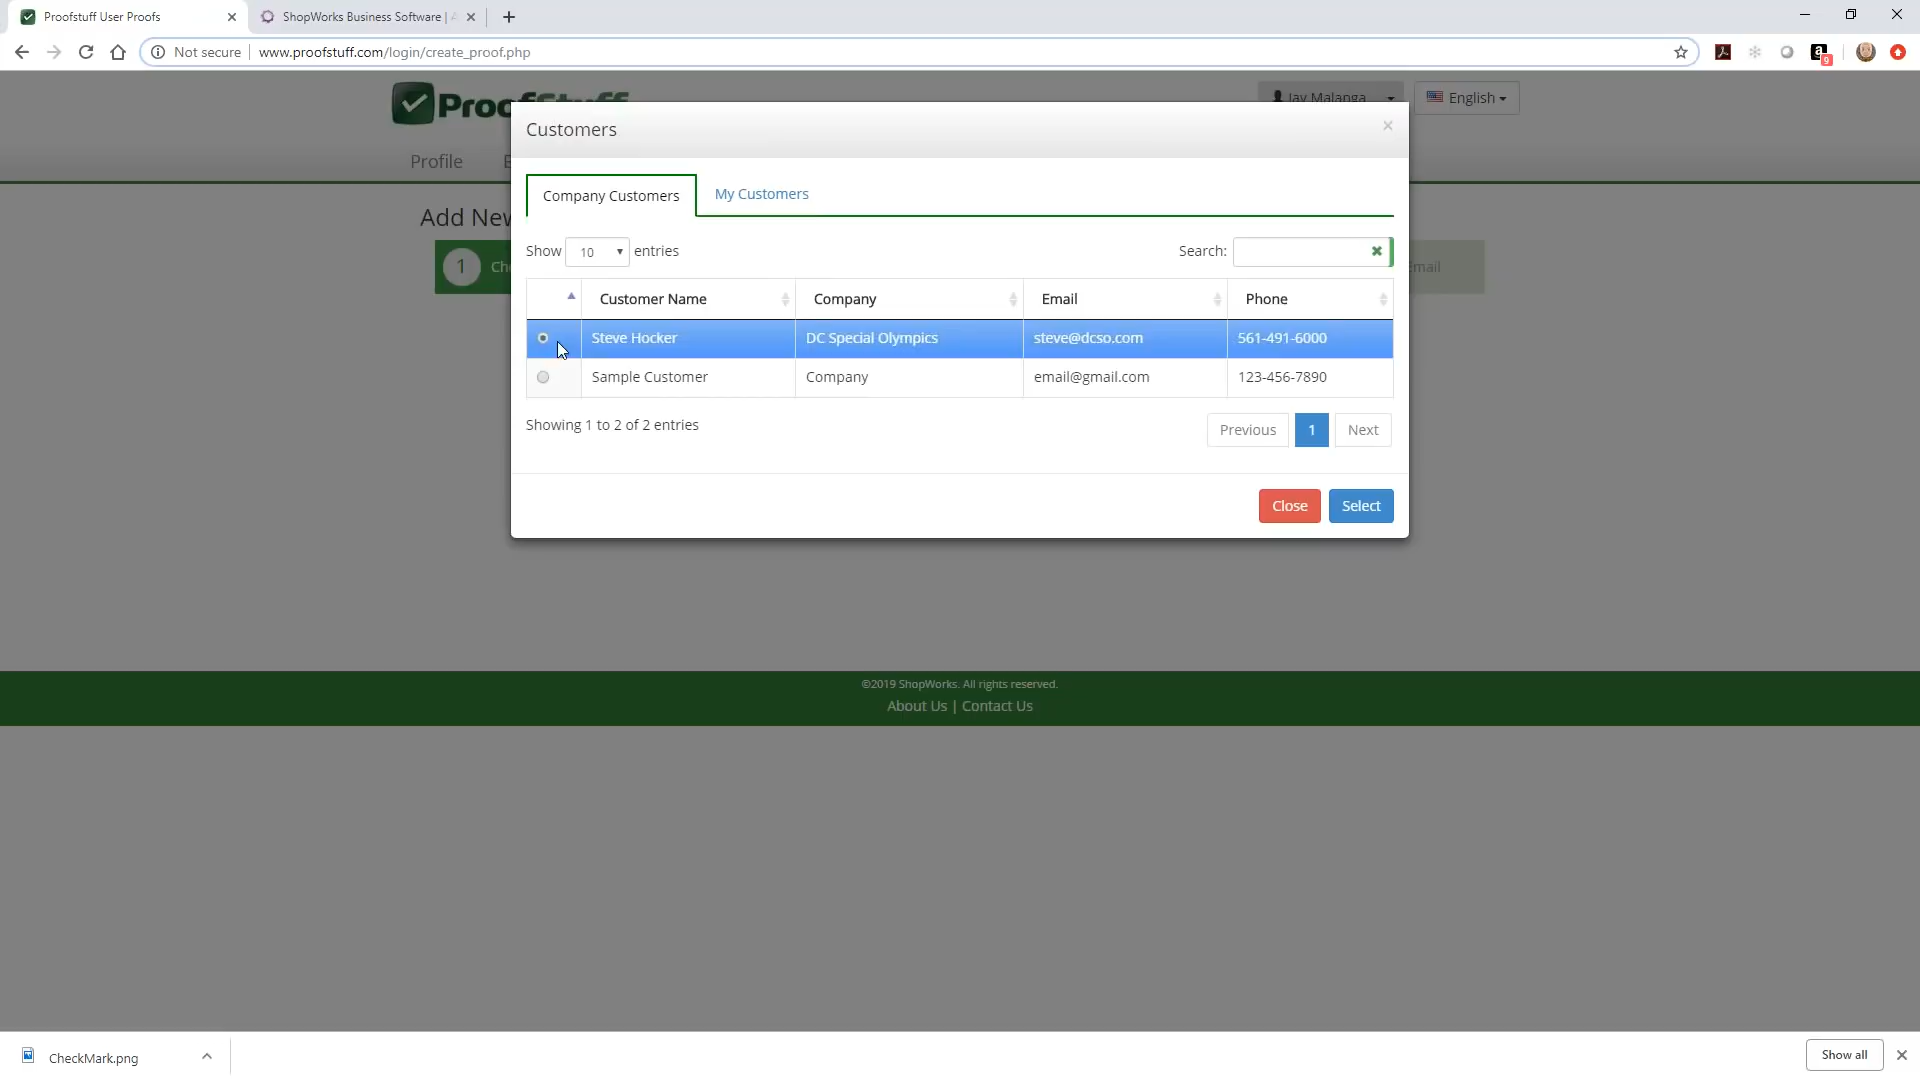 Proofstuff User Proofs
ShopWorks Business Software |
Not secure
www.proofstuff.com/login/create_proof.php
9
Jay Malanga
English
Customers
Profile
Company Customers
My Customers
Show 10 entries
Search:
Customer Name Company Email Phone
Steve Hocker DC Special Olympics steve@dcso.com 561-491-6000
Sample Customer Company email@gmail.com 123-456-7890
Showing 1 to 2 of 2 entries
Previous 1 Next
Close Select
1
©2019 ShopWorks. All rights reserved.
About Us | Contact Us
CheckMark.png
Show all